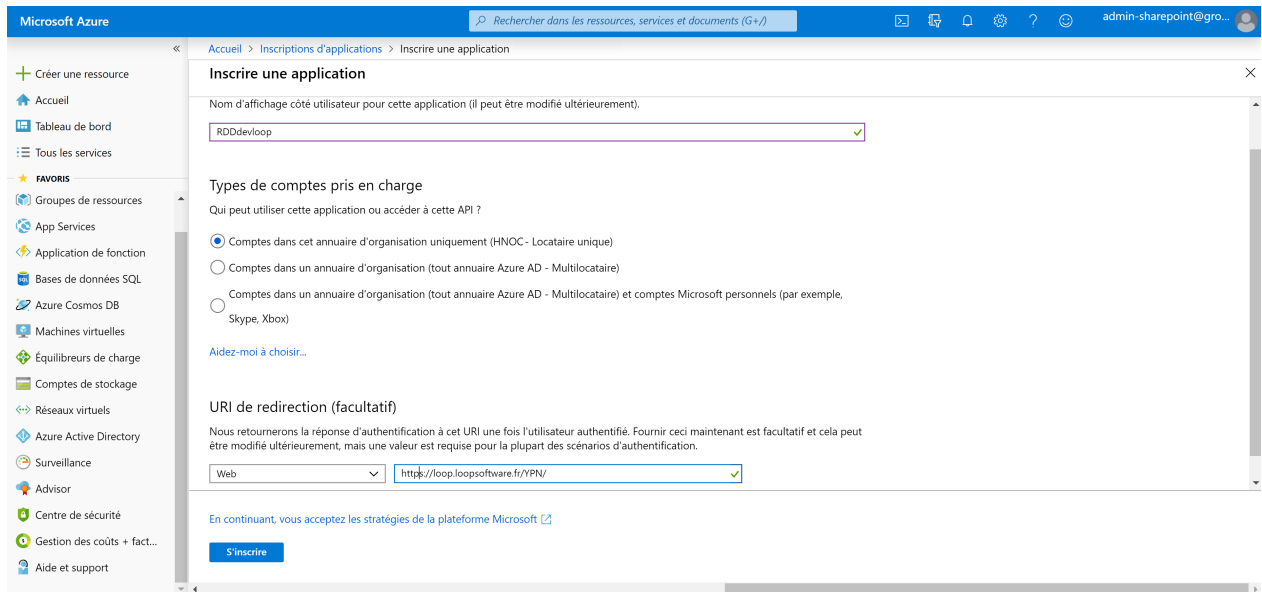 Microsoft Azure
Rechercher dans les ressources, services et documents (G+/)
admin-sharepoint@gro...
«
Accueil > Inscriptions d'applications > Inscrire une application
Créer une ressource
Accueil
Tableau de bord
Tous les services
FAVORIS
Groupes de ressources
App Services
Application de fonction
Bases de données SQL
Azure Cosmos DB
Machines virtuelles
Équilibreurs de charge
Comptes de stockage
Réseaux virtuels
Azure Active Directory
Surveillance
Advisor
Centre de sécurité
Gestion des coûts + fact...
Aide et support
Inscrire une application
Nom d'affichage côté utilisateur pour cette application (il peut être modifié ultérieurement).
RDDdevloop
Types de comptes pris en charge
Qui peut utiliser cette application ou accéder à cette API ?
Comptes dans cet annuaire d'organisation uniquement (HNOC - Locataire unique)
Comptes dans un annuaire d'organisation (tout annuaire Azure AD - Multilocataire)
Comptes dans un annuaire d'organisation (tout annuaire Azure AD - Multilocataire) et comptes Microsoft personnels (par exemple,
Skype, Xbox)
Aidez-moi à choisir...
URI de redirection (facultatif)
Nous retournerons la réponse d'authentification à cet URI une fois l'utilisateur authentifié. Fournir ceci maintenant est facultatif et cela peut
être modifié ultérieurement, mais une valeur est requise pour la plupart des scénarios d'authentification.
Web
https://loop.loopsoftware.fr/YPN/
En continuant, vous acceptez les stratégies de la plateforme Microsoft
S'inscrire